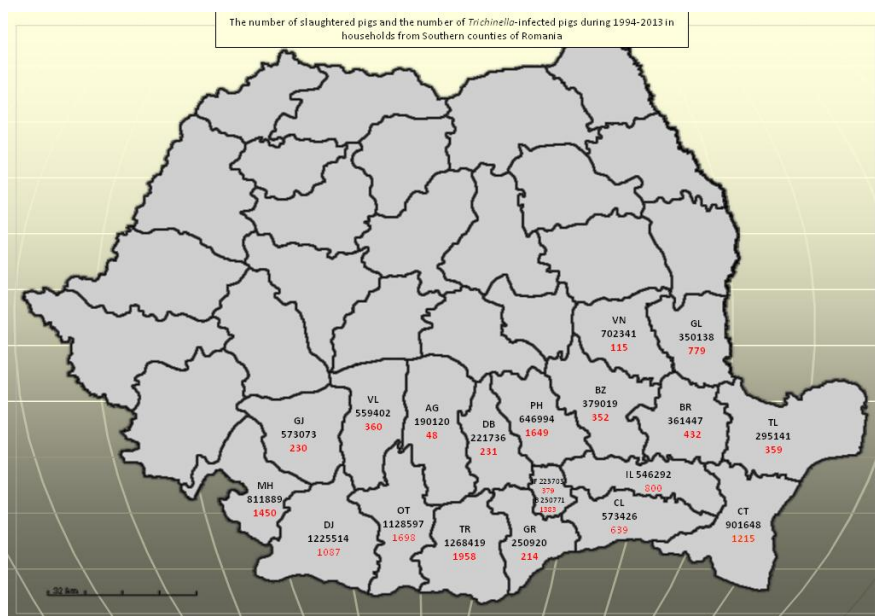 The number of slaughtered pigs and the number of Trichinella-infected pigs during 1994-2013 in
households from Southern counties of Romania
VN
702341
115
GL
350138
779
GJ
573073
230
VL
559402
360
AG
190120
48
DB
221736
231
PH
646994
1649
BZ
379019
352
BR
361447
432
TL
295141
359
MH
811889
1450
DJ
1225514
1087
OT
1128597
1698
TR
1268419
1958
GR
250920
214
379
250771
1383
IL 546292
800
CL
573426
639
CT
901648
1215